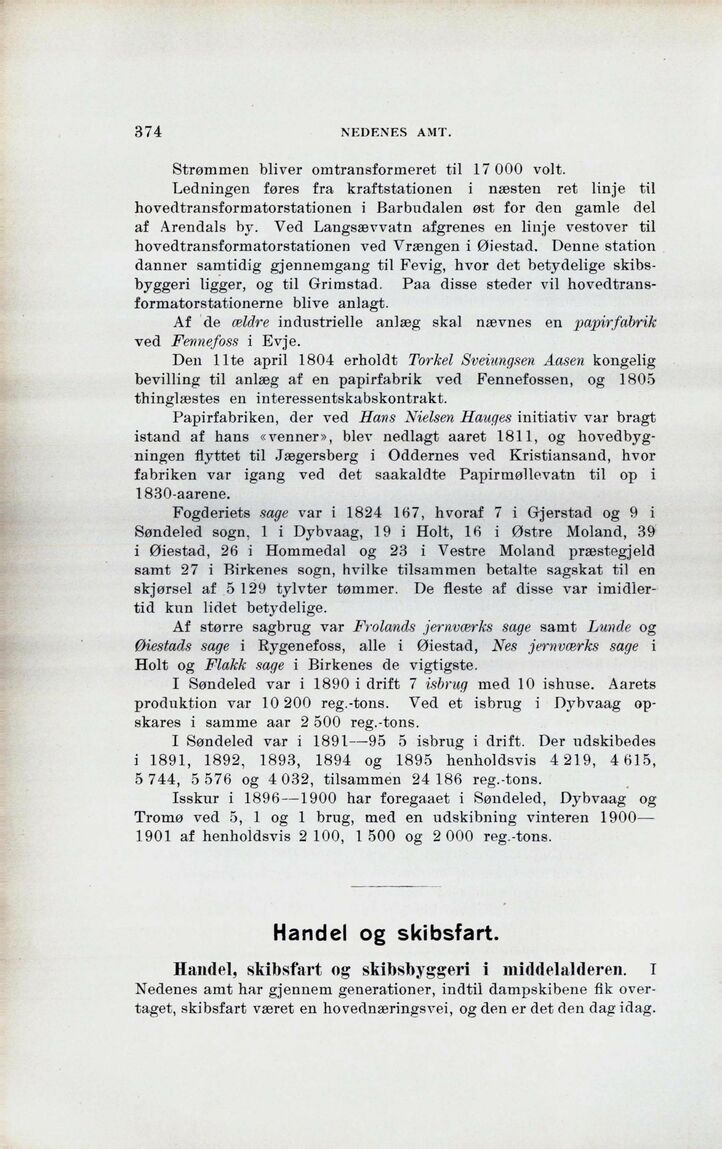 374 NEDENES AMT.
Strømmen bliver omtransformeret til 17 000 volt.
Ledningen føres fra kraftstationen i næsten ret linje til
hovedtransformatorstationen i Barbudalen øst for den gamle del
af Arendals by. Ved Langsævvatn afgrenes en linje vestover til
hovedtransformatorstationen ved Vrængen i Øiestad. Denne station
danner samtidig gjennemgang til Fevig, hvor det betydelige skibs-
byggeri ligger, og til Grimstad. Paa disse steder vil hovedtrans-
formatorstationerne blive anlagt.
Af de ældre industrielle anlæg skal nævnes en papirfabrik
ved Fennefoss i Evje.
Den 11te april 1804 erholdt Torkel Sveiungsen Aasen kongelig
bevilling til anlæg af en papirfabrik ved Fennefossen, og 1805
thinglæstes en interessentskabskontrakt.
Papirfabriken, der ved Hans Nielsen Hauges initiativ var bragt
istand af hans «venner», blev nedlagt aaret 1811, og hovedbyg-
ningen flyttet til Jægersberg i Oddernes ved Kristiansand, hvor
fabriken var igang ved det saakaldte Papirmøllevatn til op i
1830-aarene.
Fogderiets sage var i 1824 167, hvoraf 7 i Gjerstad og 9 i
Søndeled sogn, 1 i Dybvaag, 19 i Holt, 16 i Østre Moland, 39
i Øiestad, 26 i Hommedal og 23 i Vestre Moland præstegjeld
samt 27 i Birkenes sogn, hvilke tilsammen betalte sagskat til en
skjørsel af 5 129 tylvter tømmer. De fleste af disse var imidler-
tid kun lidet betydelige.
Af større sagbrug var Frolands jernværks sage samt Lunde og
Øiestads sage i Rygenefoss, alle i Øiestad, Nes jernværks sage i
Holt og Flakk sage i Birkenes de vigtigste.
I Søndeled var i 1890 i drift 7 isbrug med 10 ishuse. Aarets
produktion var 10 200 reg.-tons. Ved et isbrug i Dybvaag op-
skares i samme aar 2 500 reg.-tons.
I Søndeled var i 1891—95 5 isbrug i drift. Der udskibedes
i 1891, 1892, 1893, 1894 og 1895 henholdsvis 4 219, 4 615,
5 744, 5 576 og 4 032, tilsammen 24 186 reg.-tons.
Isskur i 1896—1900 har foregaaet i Søndeled, Dybvaag og
Tromø ved 5, 1 og 1 brug, med en udskibning vinteren 1900—
1901 af henholdsvis 2 100, 1 500 og 2 000 reg.-tons.
Handel og skibsfart.
Handel, skibsfart og skibsbyggeri i middelalderen. I
Nedenes amt har gjennem generationer, indtil dampskibene fik over-
taget, skibsfart været en hovednæringsvei, og den er det den dag idag.